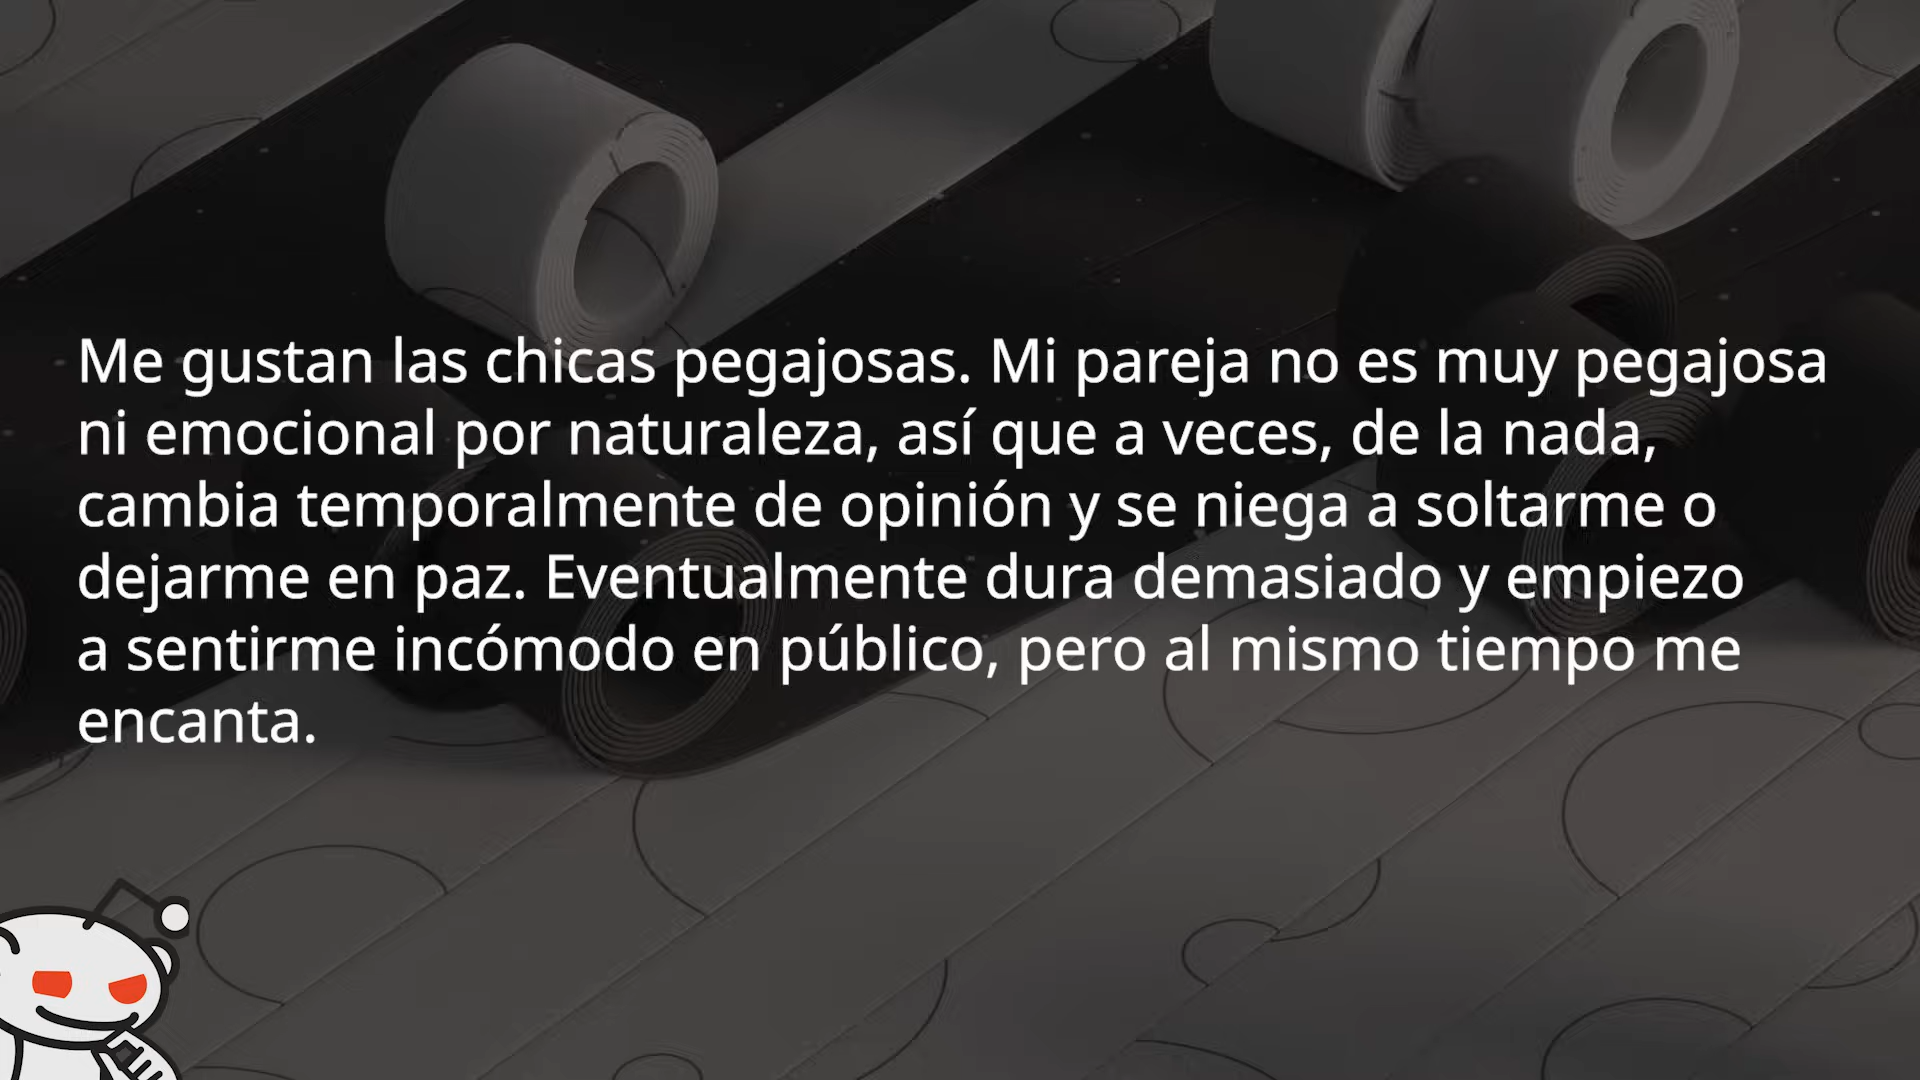 Me gustan las chicas pegajosas. Mi pareja no es muy pegajosa
ni emocional por naturaleza, así que a veces, de la nada,
cambia temporalmente de opinión y se niega a soltarme o
dejarme en paz. Eventualmente dura demasiado y empiezo
a sentirme incómodo en público, pero al mismo tiempo me
encanta.